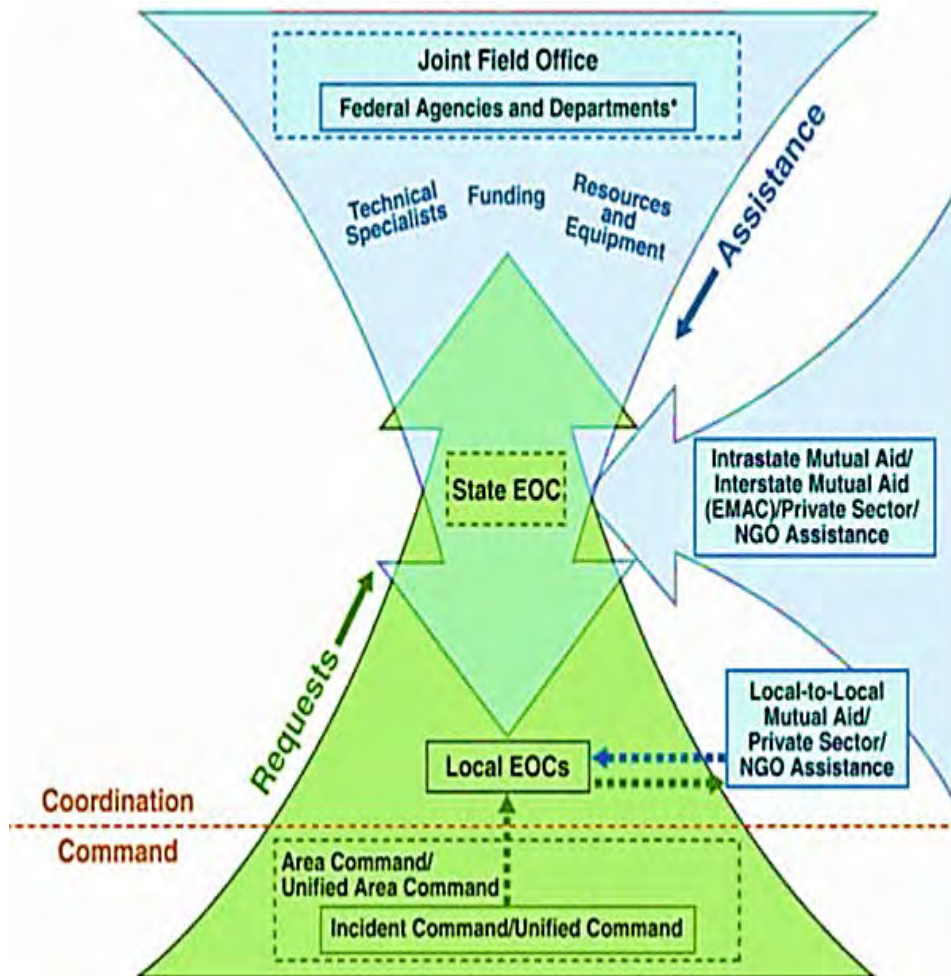 Joint Field Office
Federal Agencies and Departments*
Technical
Specialists
Funding
Resources
and
Equipment
Assistance
State EOC
Intrastate Mutual Aid/
Interstate Mutual Aid
(EMAC)/Private Sector/
NGO Assistance
Requests
Local-to-Local
Mutual Aid/
Private Sector/
NGO Assistance
Local EOCs
Coordination
Command
Area Command/
Unified Area Command
Incident Command/Unified Command